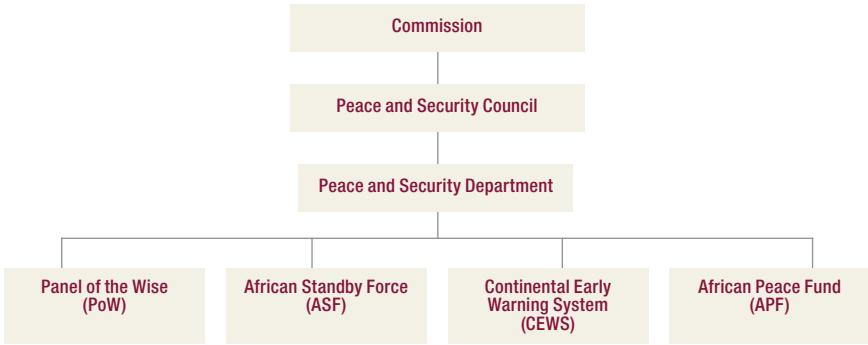 Commission
Peace and Security Council
Peace and Security Department
Panel of the Wise
(PoW)
African Standby Force
(ASF)
Continental Early
Warning System
(CEWS)
African Peace Fund
(APF)